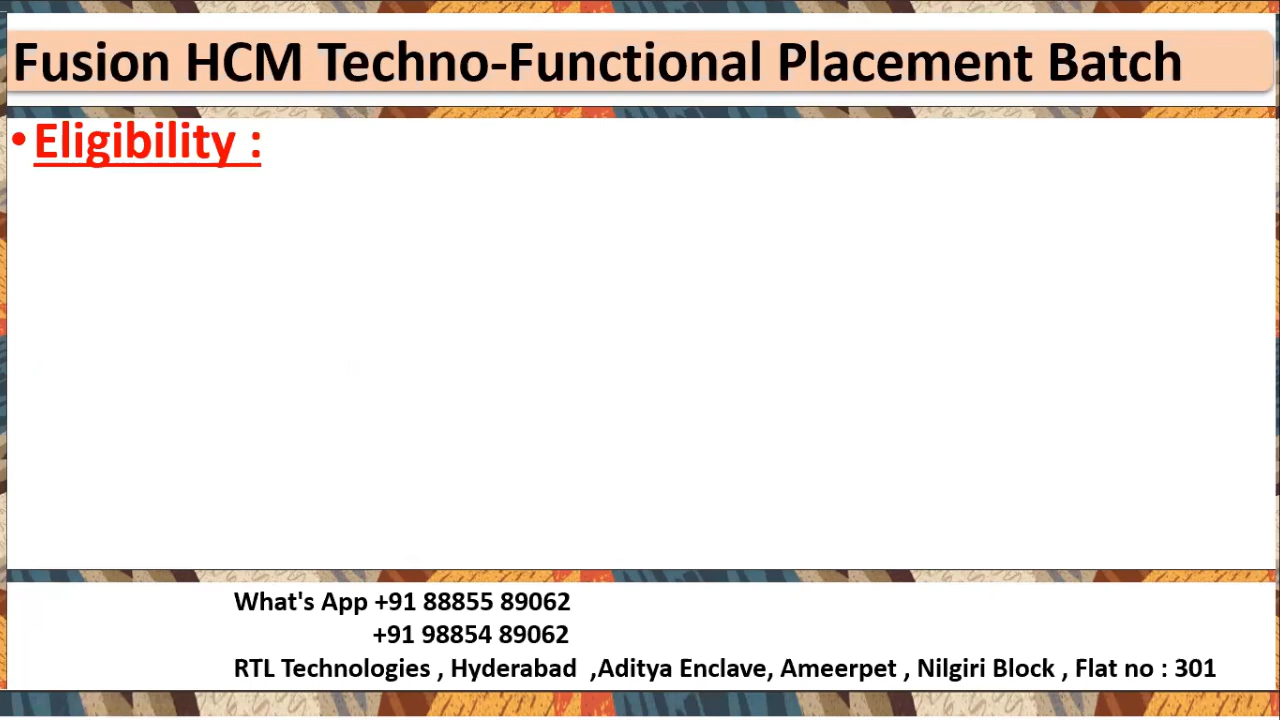 Fusion HCM Techno-Functional Placement Batch
• Eligibility :
What's App +91 88855 89062
+91 98854 89062
RTL Technologies , Hyderabad ,Aditya Enclave, Ameerpet , Nilgiri Block , Flat no : 301